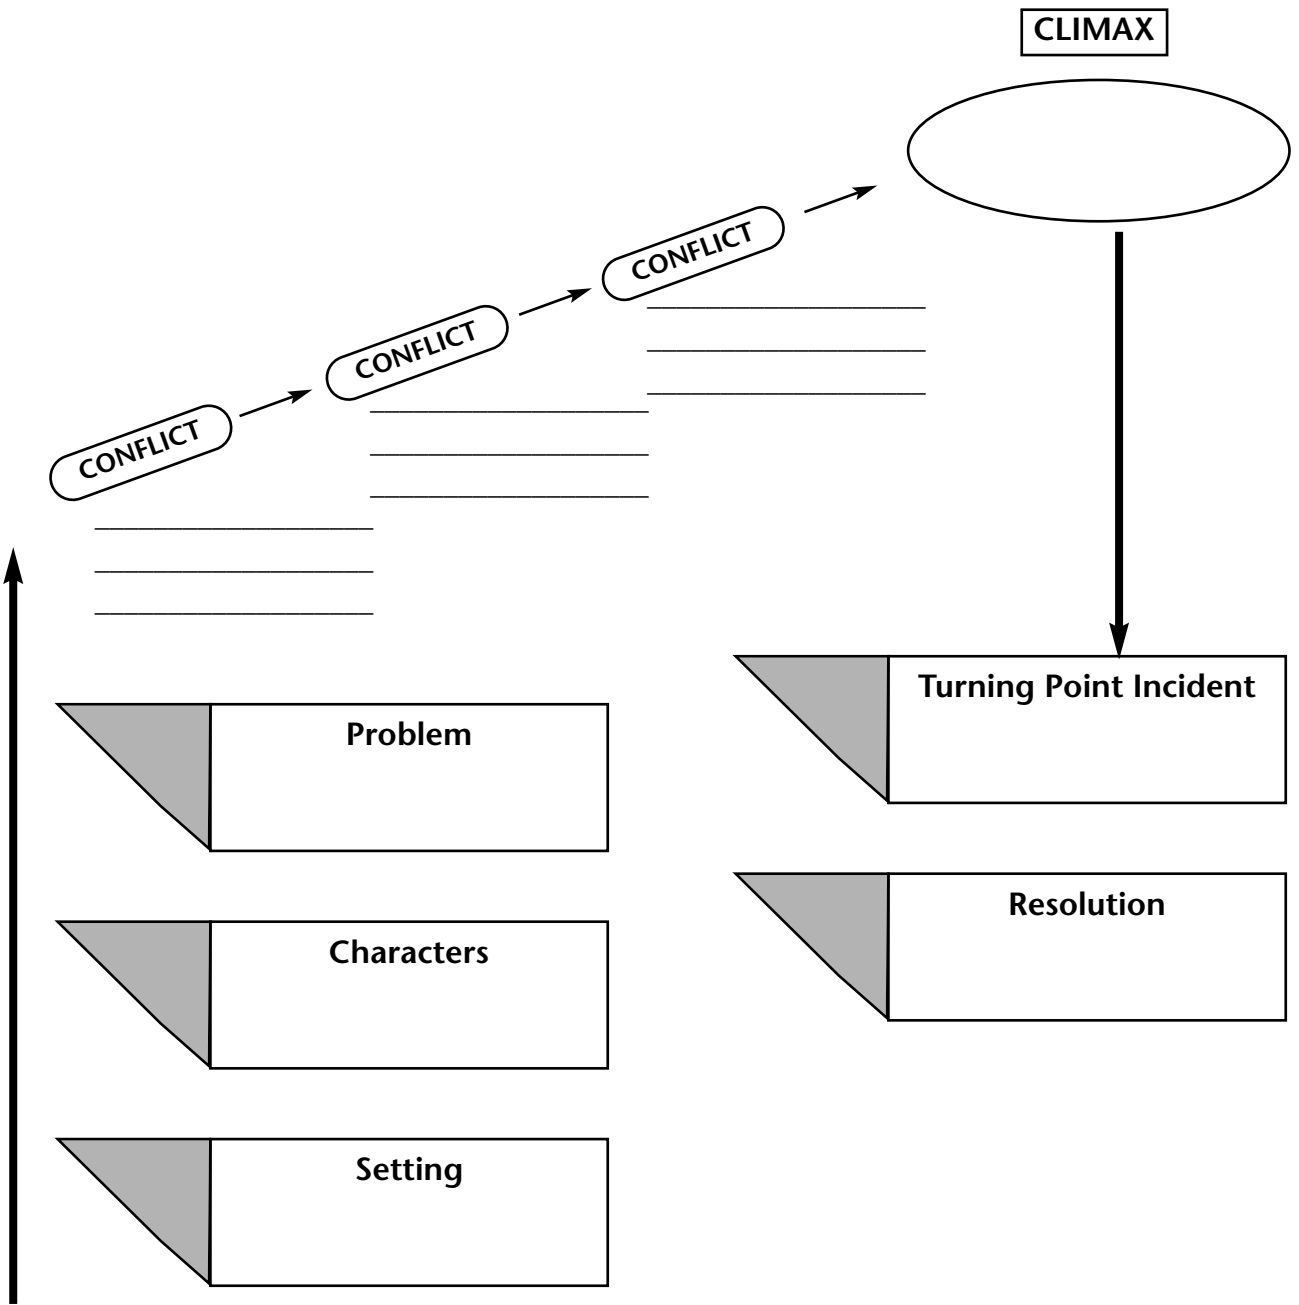 CLIMAX
CONFLICT
CONFLICT
CONFLICT
Turning Point Incident
Problem
Resolution
Characters
Setting